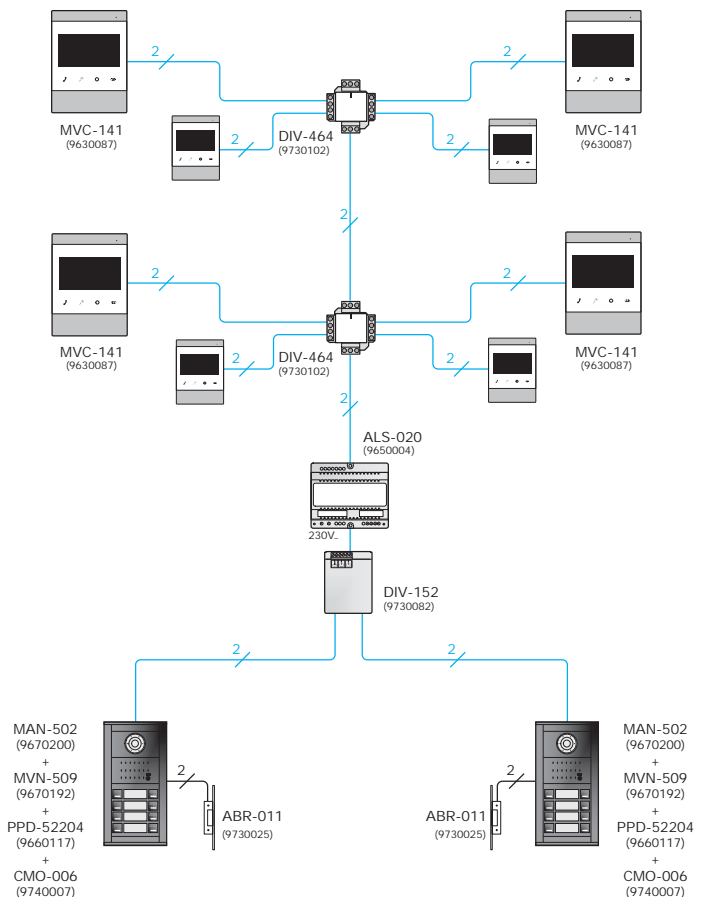 2
2
MVC-141
(9630087)
DIV-464
(9730102)
MVC-141
(9630087)
2
2
2
2
2
MVC-141
(9630087)
DIV-464
(9730102)
MVC-141
(9630087)
2
2
2
ALS-020
(9650004)
230V~
DIV-152
(9730082)
2
2
MAN-502
(9670200)
+
MVN-509
(9670192)
+
PPD-52204
(9660117)
+
CMO-006
(9740007)
2
ABR-011
(9730025)
2
ABR-011
(9730025)
MAN-502
(9670200)
+
MVN-509
(9670192)
+
PPD-52204
(9660117)
+
CMO-006
(9740007)